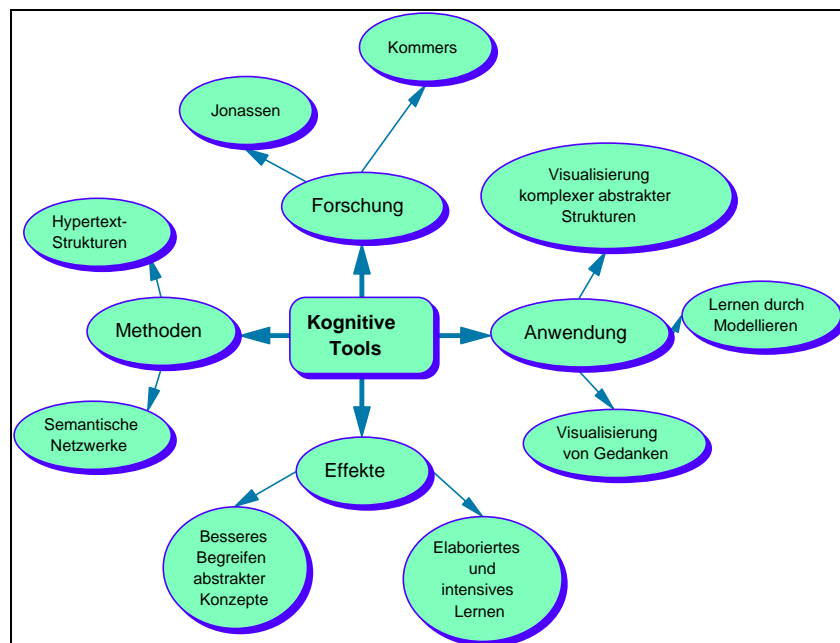 Kommers
Jonassen
Forschung
Visualisierung
komplexer abstrakter
Strukturen
Hypertext-
Strukturen
Methoden
Kognitive
Tools
Anwendung
Lernen durch
Modellieren
Semantische
Netzwerke
Effekte
Visualisierung
von Gedanken
Besseres
Begreifen
abstrakter
Konzepte
Elaboriertes
und
intensives
Lernen